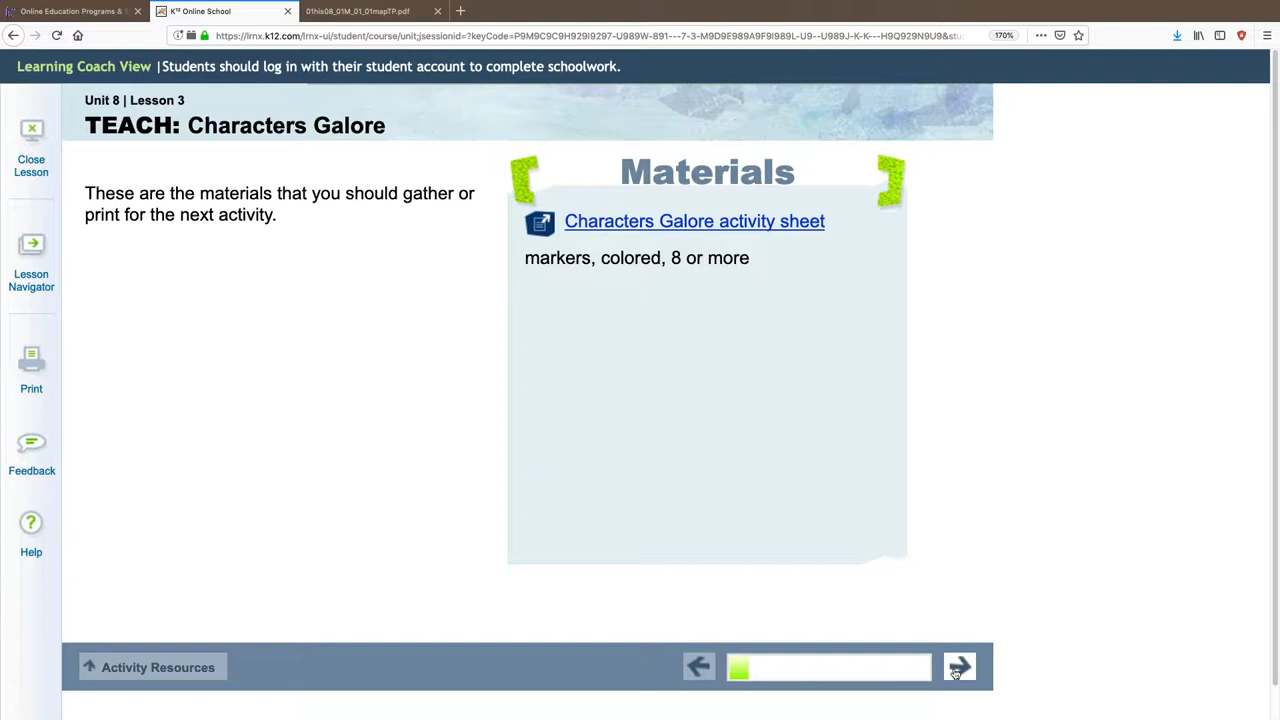 Online Education Programs & S
K¹² Online School
01his08_01M_01_01mapTP.pdf
170%
Learning Coach View |Students should log in with their student account to complete schoolwork.
Unit 8 | Lesson 3
TEACH: Characters Galore
Close
Lesson
Lesson
Navigator
Print
Feedback
Help
These are the materials that you should gather or
print for the next activity.
Materials
Characters Galore activity sheet
markers, colored, 8 or more
Activity Resources